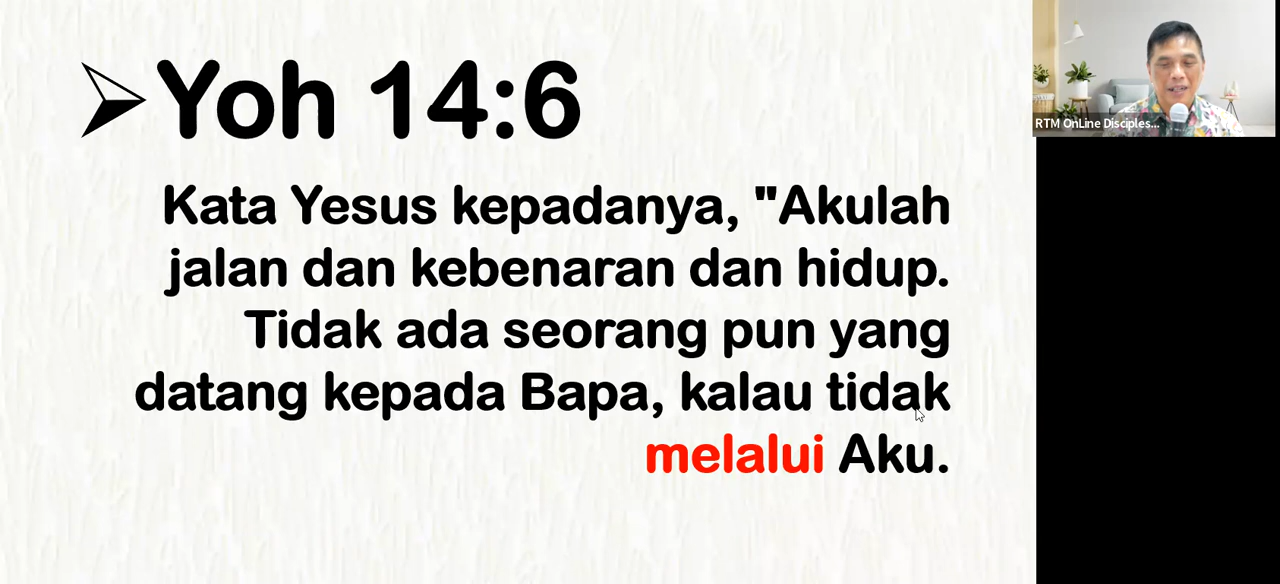 Yoh 14:6
Kata Yesus kepadanya, "Akulah
jalan dan kebenaran dan hidup.
Tidak ada seorang pun yang
datang kepada Bapa, kalau tidak
melalui Aku.
RTM OnLine Disciples...